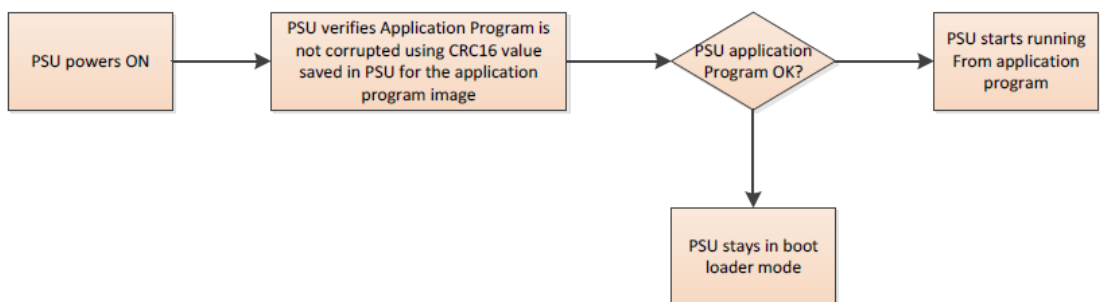 PSU powers ON
PSU verifies Application Program is
not corrupted using CRC16 value
saved in PSU for the application
program image
PSU application
Program OK?
PSU starts running
From application
program
PSU stays in boot
loader mode